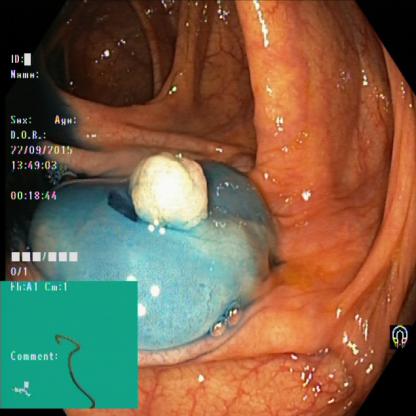 ID:
Name:
Sex: Age:
D.O.B.:
22/09/2015
13:49:03
00:18:44
■■■/■■■
0/1
Eh:A1 Cm:1
Comment: